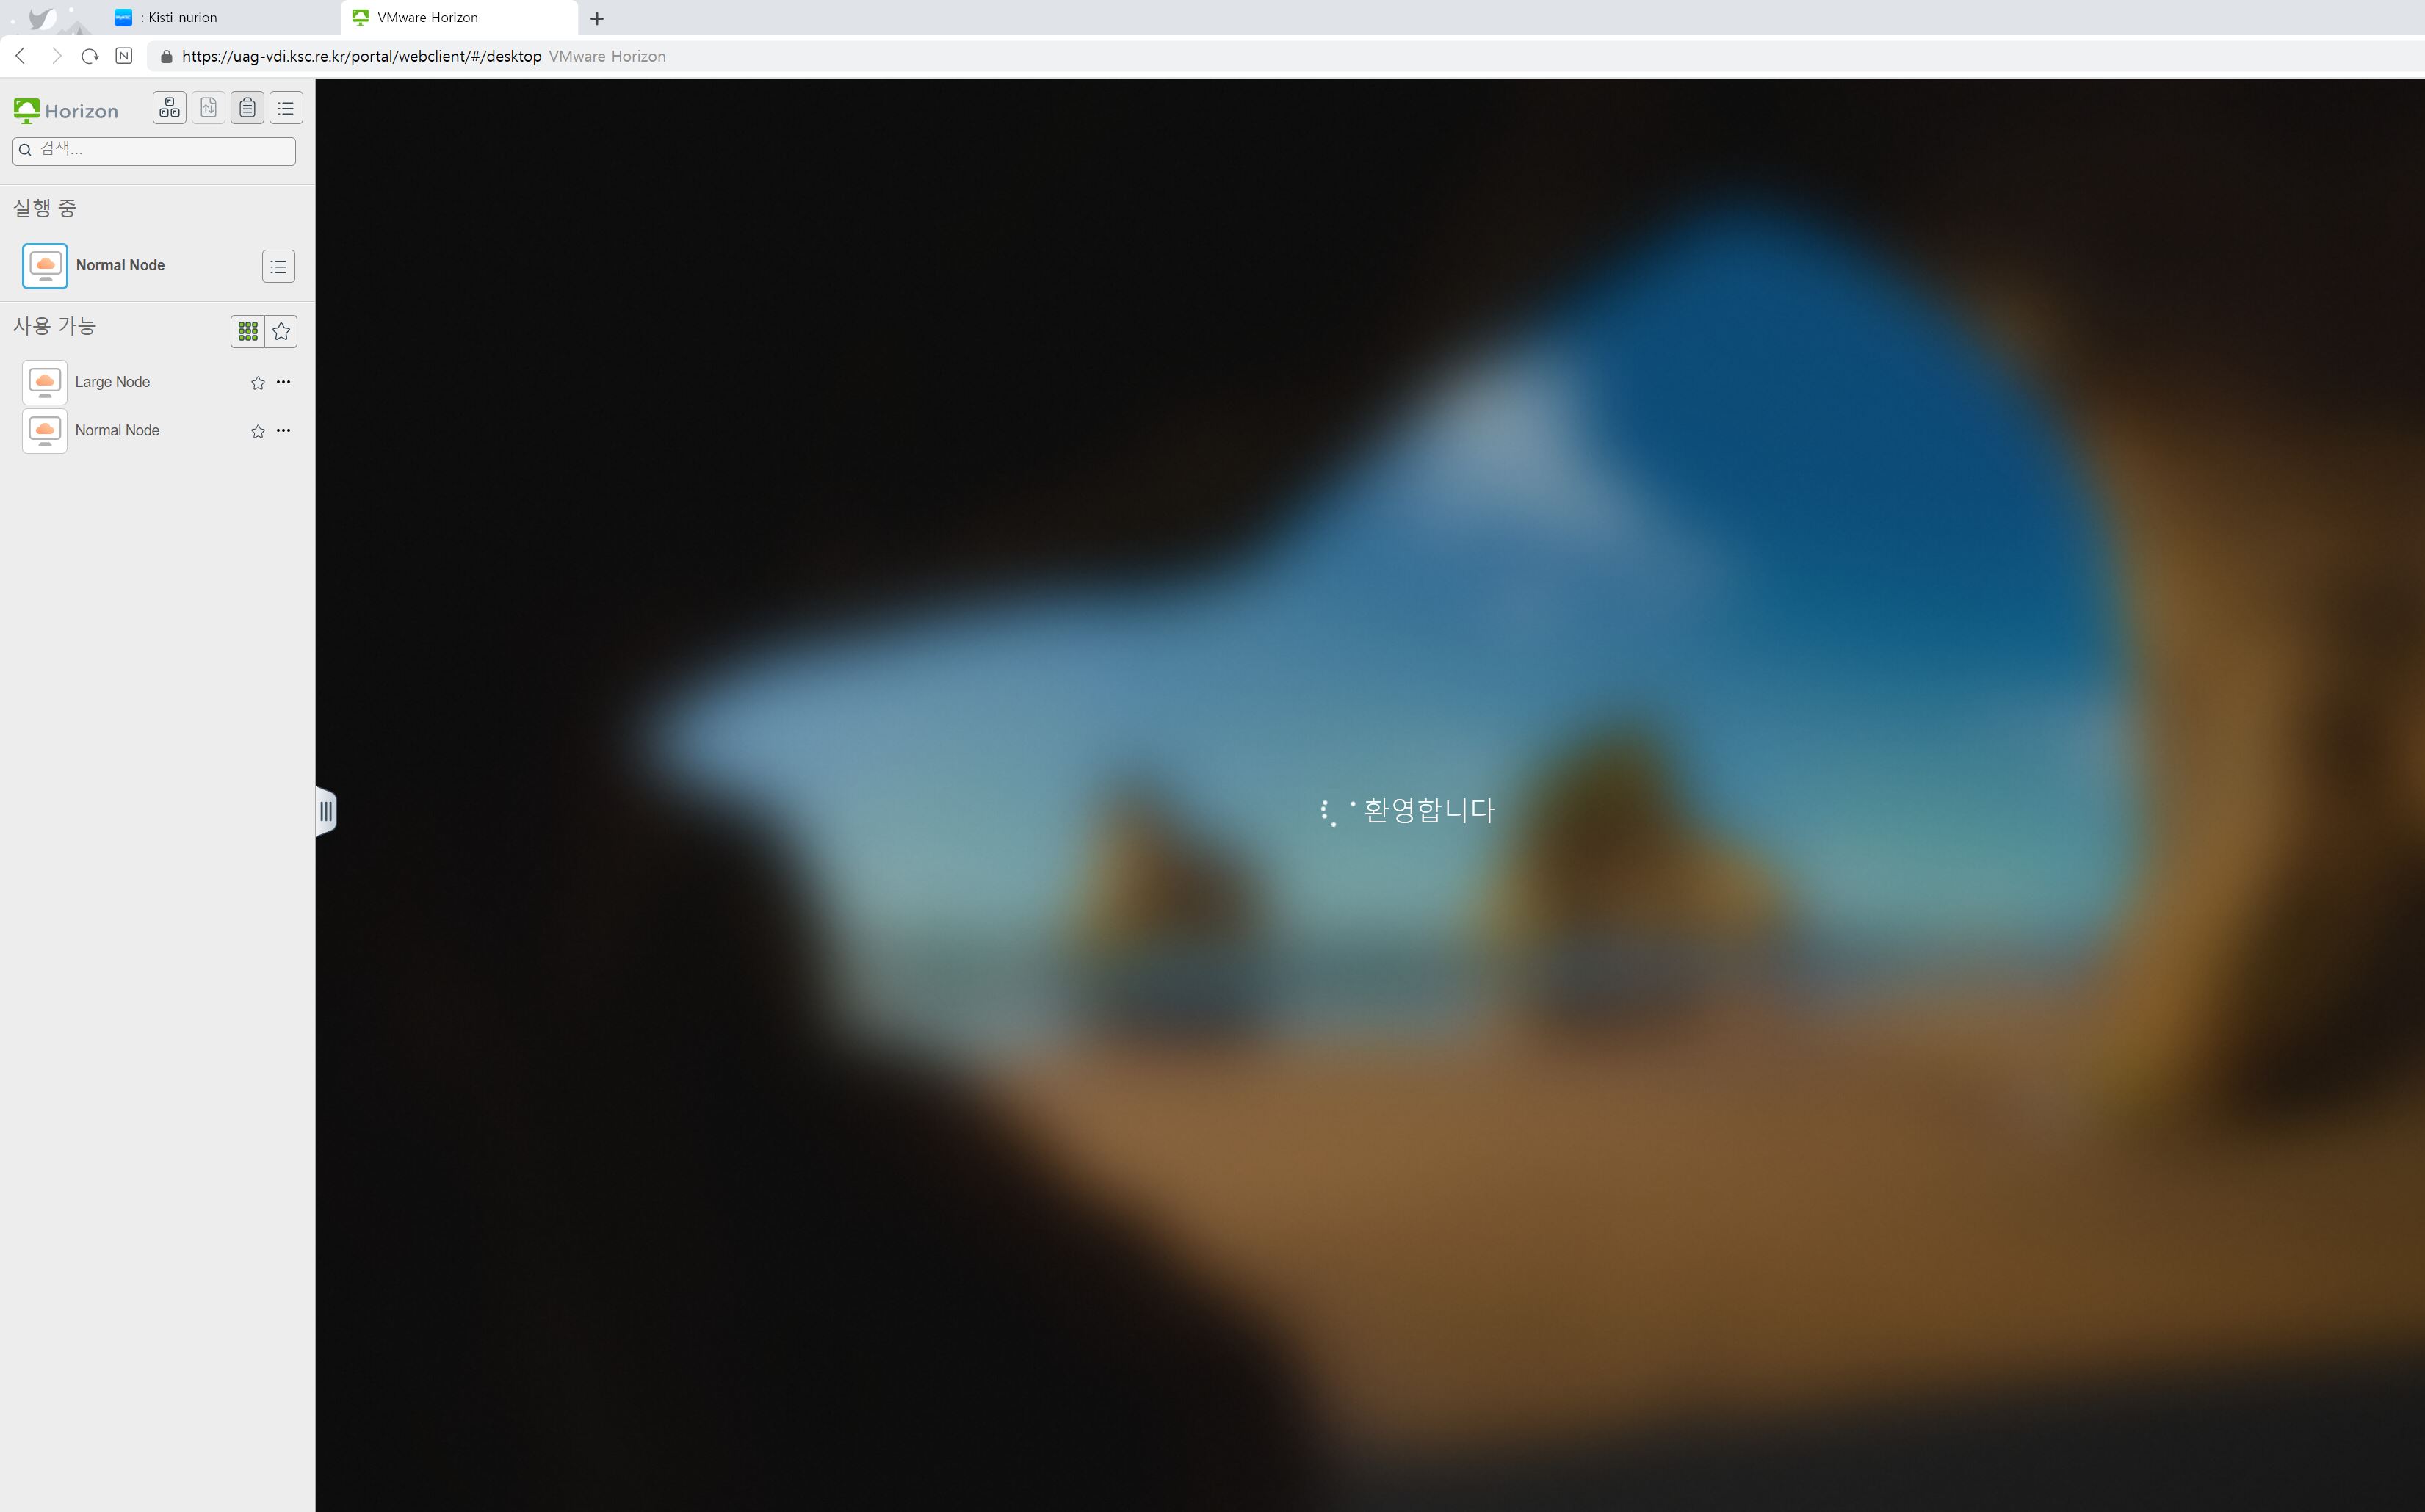 : Kisti-nurion
VMware Horizon
https://uag-vdi.ksc.re.kr/portal/webclient/#/desktop VMware Horizon
Horizon
검색...
실행 중
Normal Node
사용 가능
Large Node
Normal Node
환영합니다